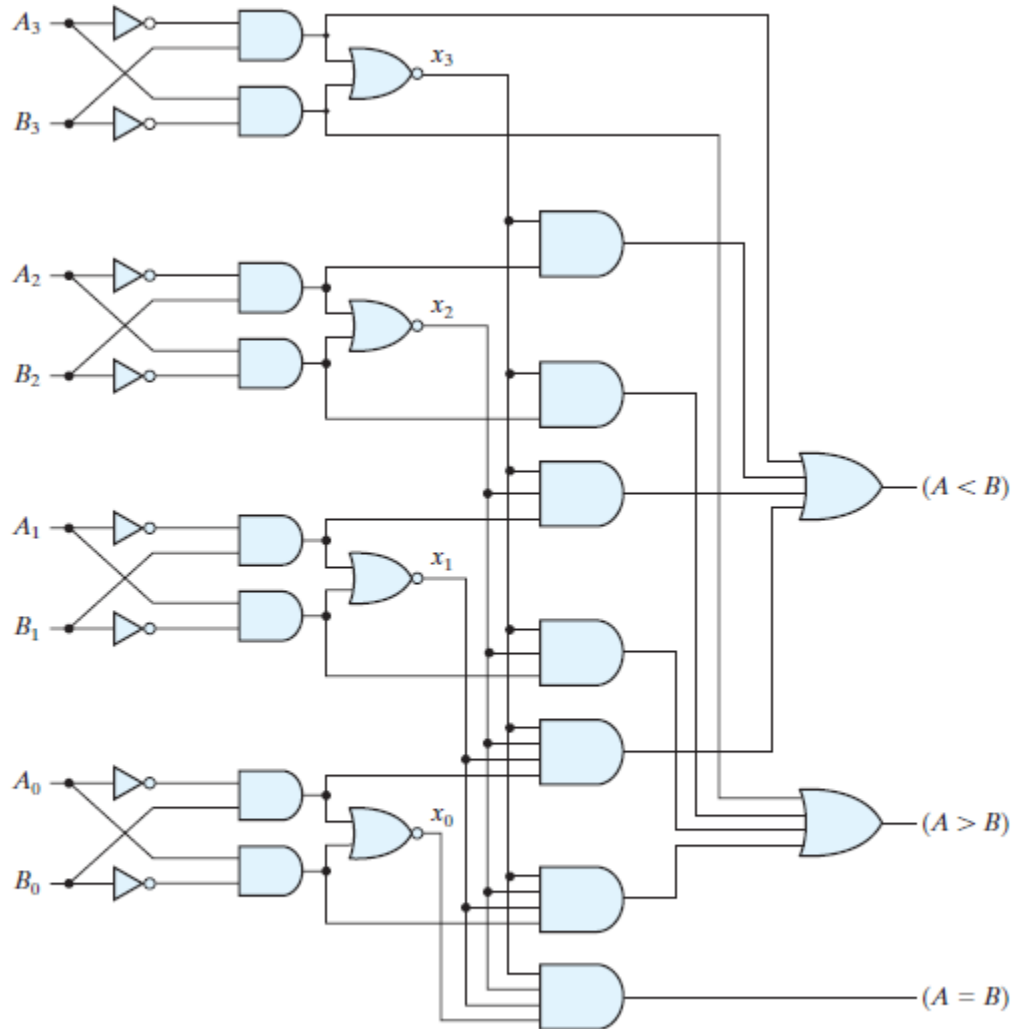 A₃
x₃
B₃
A₂
x₂
B₂
(A < B)
A₁
x₁
B₁
A₀
x₀
(A > B)
B₀
(A = B)